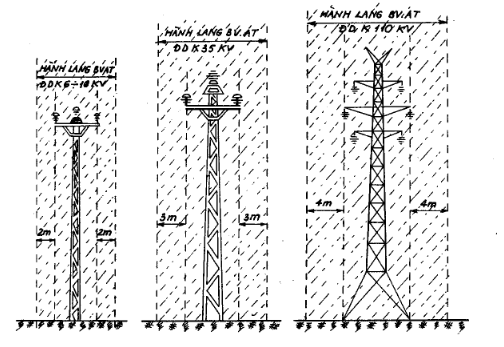 HÀNH LANG BV.AT
ĐDK 6-10 KV
2m
2m
HÀNH LANG BV.AT
ĐDK 35 KV
3m
3m
HÀNH LANG BV.AT
ĐDK 110 KV
4m
4m